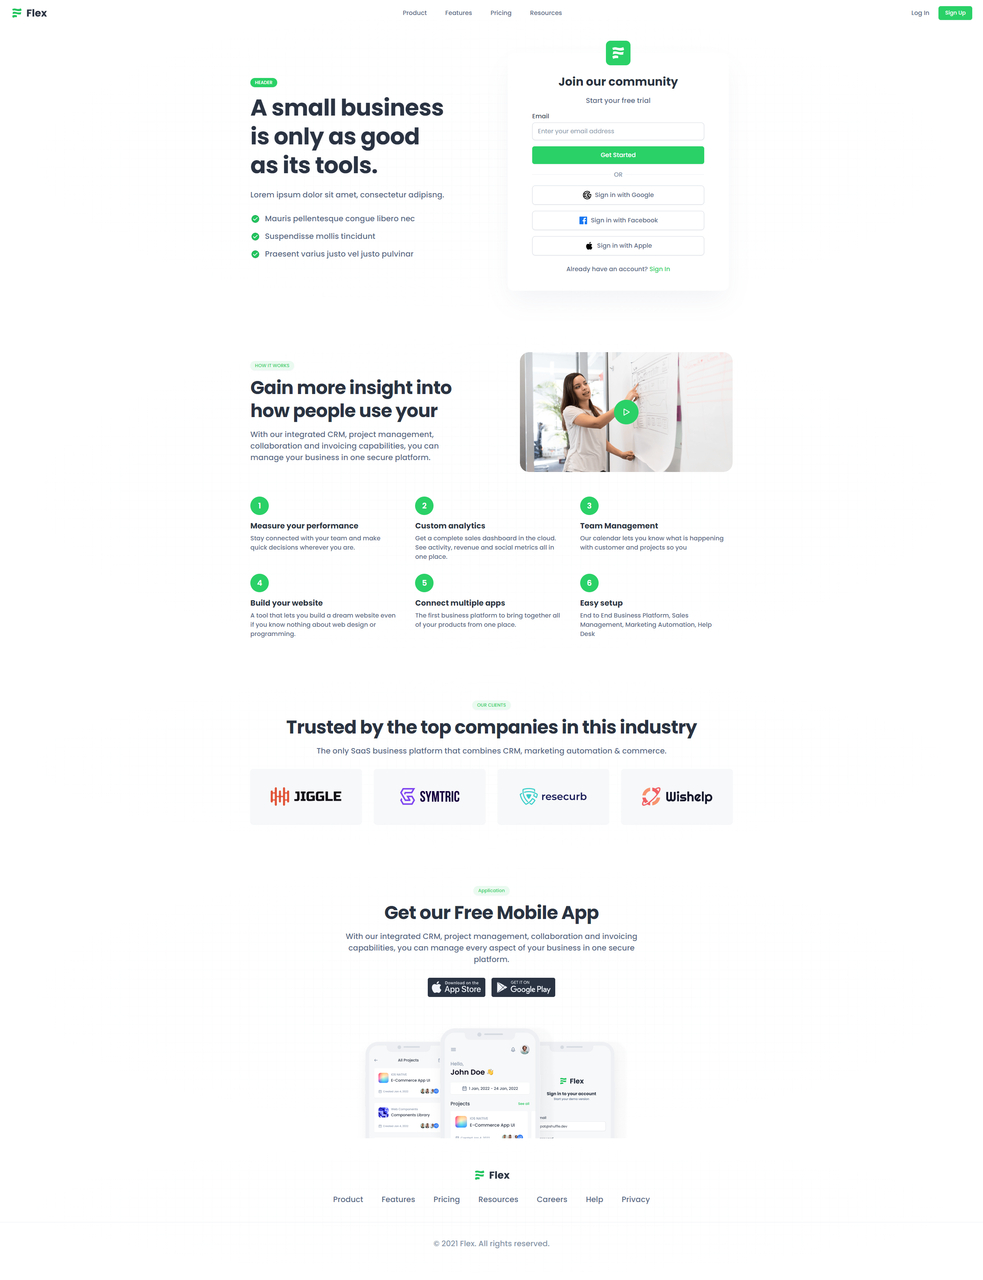 Flex
Product Features Pricing Resources
Log In Sign Up
HEADER
A small business
is only as good
as its tools.
Lorem ipsum dolor sit amet, consectetur adipisng.
Mauris pellentesque congue libero nec
Suspendisse mollis tincidunt
Praesent varius justo vel justo pulvinar
Join our community
Start your free trial
Email
Enter your email address
Get Started
OR
Sign in with Google
Sign in with Facebook
Sign in with Apple
Already have an account? Sign In
HOW IT WORKS
Gain more insight into
how people use your
With our integrated CRM, project management,
collaboration and invoicing capabilities, you can
manage your business in one secure platform.
1
Measure your performance
Stay connected with your team and make
quick decisions wherever you are.
2
Custom analytics
Get a complete sales dashboard in the cloud.
See activity, revenue and social metrics all in
one place.
3
Team Management
Our calendar lets you know what is happening
with customer and projects so you
4
Build your website
A tool that lets you build a dream website even
if you know nothing about web design or
programming.
5
Connect multiple apps
The first business platform to bring together all
of your products from one place.
6
Easy setup
End to End Business Platform, Sales
Management, Marketing Automation, Help
Desk
OUR CLIENTS
Trusted by the top companies in this industry
The only SaaS business platform that combines CRM, marketing automation & commerce.
JIGGLE
SYMTRIC
resecurb
Wishelp
Application
Get our Free Mobile App
With our integrated CRM, project management, collaboration and invoicing
capabilities, you can manage every aspect of your business in one secure
platform.
Download on the
App Store
GET IT ON
Google Play
All Projects
E-Commerce App UI
Components Library
Hello,
John Doe
1 Jan, 2022 - 24 Jan, 2022
Projects
See all
E-Commerce App UI
Flex
Sign in to your account
Start your demo version
Flex
Product Features Pricing Resources Careers Help Privacy
© 2021 Flex. All rights reserved.